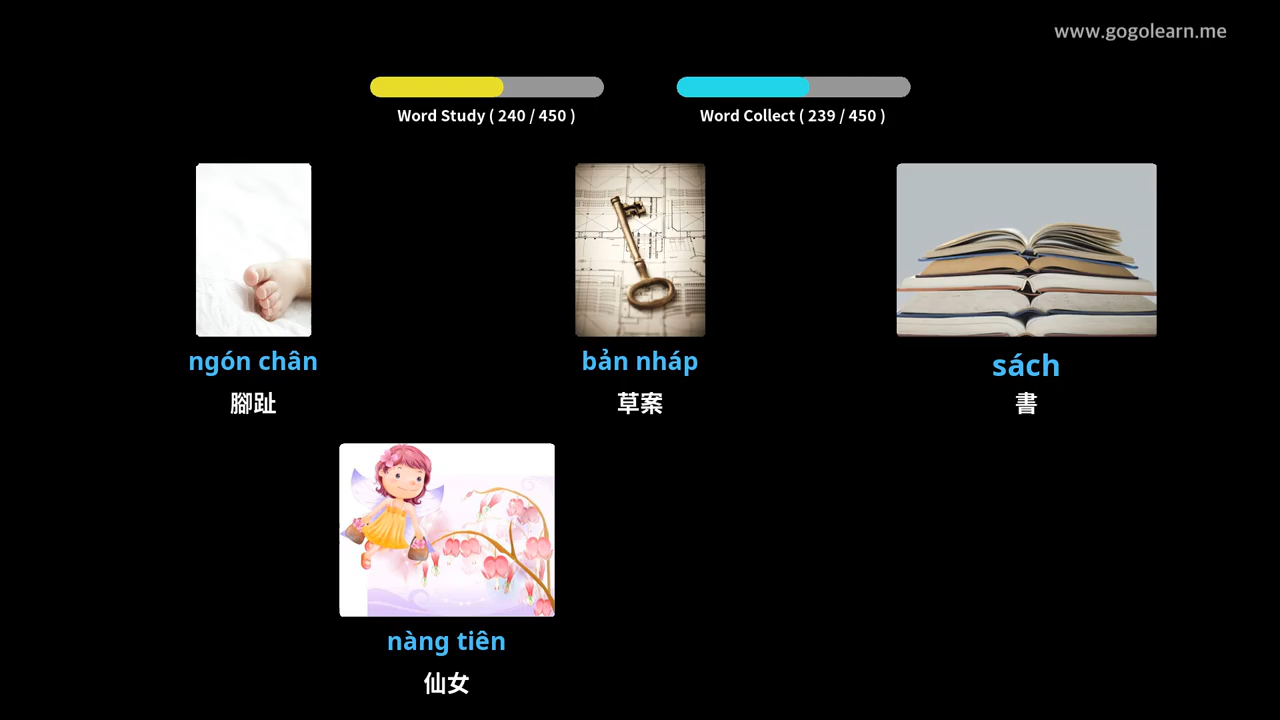 www.gogolearn.me
Word Study ( 240 / 450 )
Word Collect ( 239 / 450 )
ngón chân
腳趾
bản nháp
草案
sách
書
nàng tiên
仙女